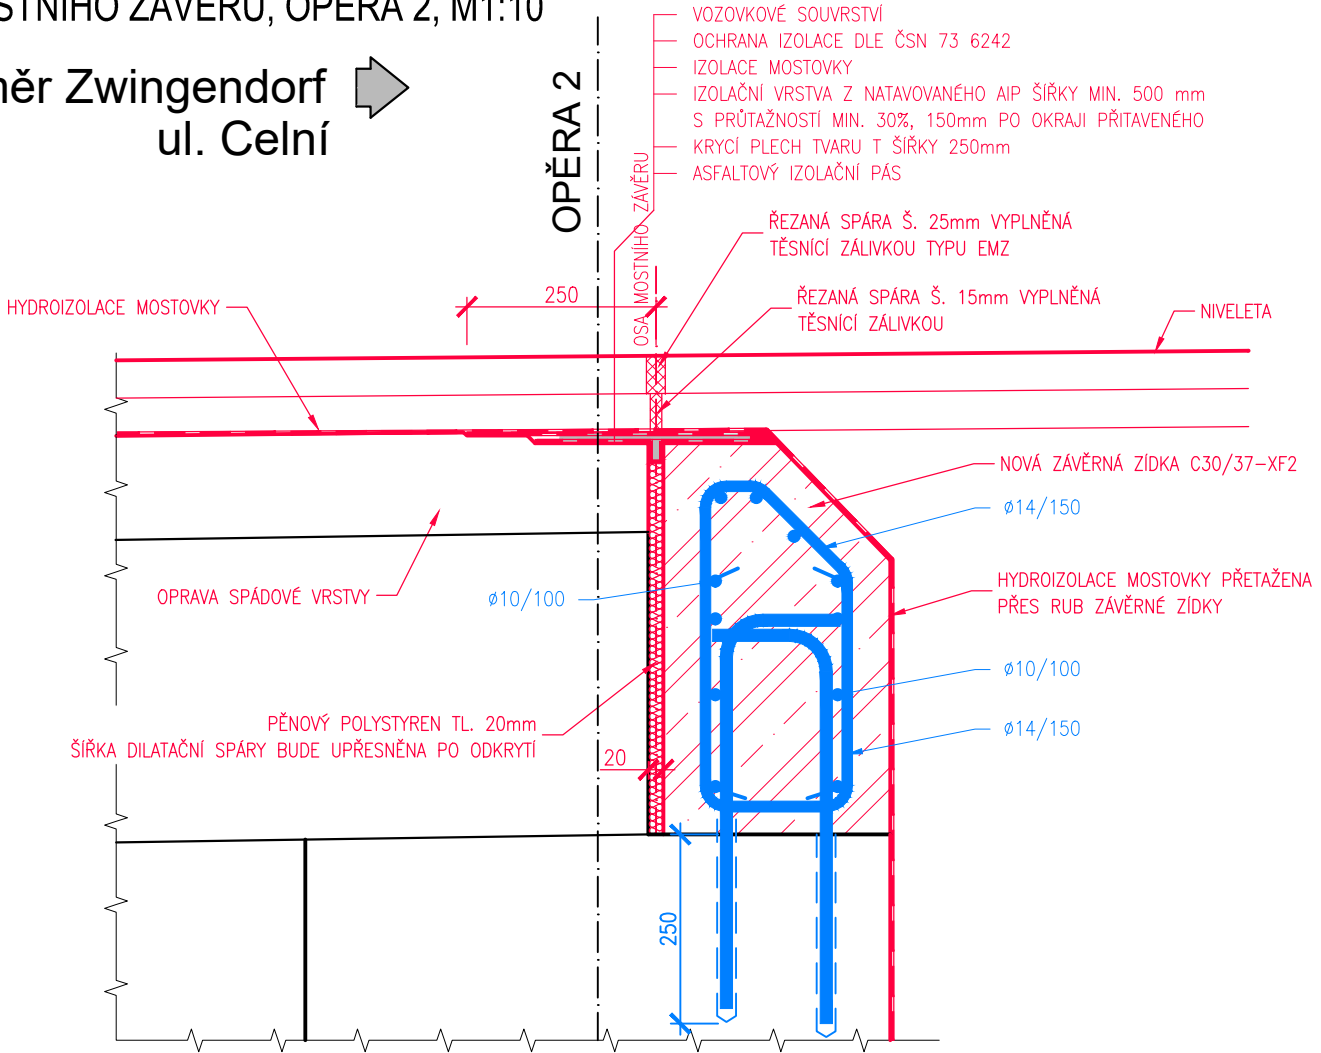 OPĚRA 2, M1:10
Zwingendorf
ul. Celní
OPĚRA 2
VOZOVKOVÉ SOUVRSTVÍ
OCHRANA IZOLACE DLE ČSN 73 6242
IZOLACE MOSTOVKY
IZOLAČNÍ VRSTVA Z NATAVOVANÉHO AIP ŠÍŘKY MIN. 500 mm
S PRŮTAŽNOSTÍ MIN. 30%, 150mm PO OKRAJI PŘITAVENÉHO
KRYCÍ PLECH TVARU T ŠÍŘKY 250mm
ASFALTOVÝ IZOLAČNÍ PÁS
OSA MOSTNÍHO ZÁVĚRU
ŘEZANÁ SPÁRA Š. 25mm VYPLNĚNÁ
TĚSNÍCÍ ZÁLIVKOU TYPU EMZ
250
ŘEZANÁ SPÁRA Š. 15mm VYPLNĚNÁ
TĚSNÍCÍ ZÁLIVKOU
HYDROIZOLACE MOSTOVKY
NIVELETA
NOVÁ ZÁVĚRNÁ ZÍDKA C30/37-XF2
ø14/150
OPRAVA SPÁDOVÉ VRSTVY
ø10/100
HYDROIZOLACE MOSTOVKY PŘETAŽENA
PŘES RUB ZÁVĚRNÉ ZÍDKY
ø10/100
ø14/150
PĚNOVÝ POLYSTYREN TL. 20mm
ŠÍŘKA DILATAČNÍ SPÁRY BUDE UPŘESNĚNA PO ODKRYTÍ
20
250